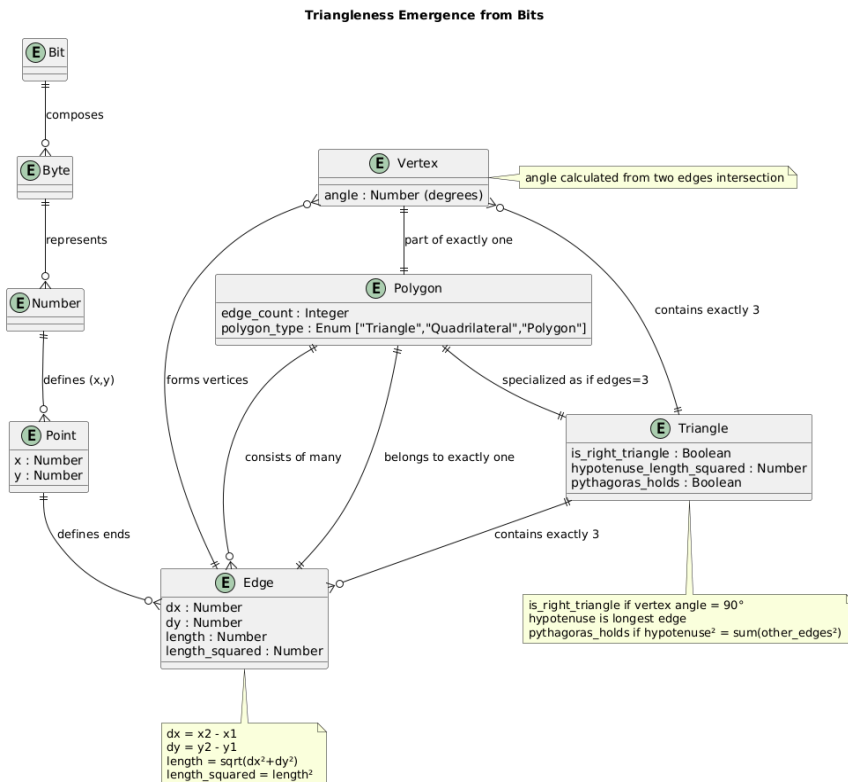 Triangleness Emergence from Bits
E Bit
composes
E Byte
E Vertex
angle : Number (degrees)
angle calculated from two edges intersection
represents
part of exactly one
E Number
E Polygon
edge_count : Integer
polygon_type : Enum ["Triangle","Quadrilateral","Polygon"]
contains exactly 3
defines (x,y)
forms vertices
specialized as if edges=3
E Point
x : Number
y : Number
E Triangle
is_right_triangle : Boolean
hypotenuse_length_squared : Number
pythagoras_holds : Boolean
consists of many
belongs to exactly one
defines ends
contains exactly 3
E Edge
dx : Number
dy : Number
length : Number
length_squared : Number
is_right_triangle if vertex angle = 90°
hypotenuse is longest edge
pythagoras_holds if hypotenuse² = sum(other_edges²)
dx = x2 - x1
dy = y2 - y1
length = sqrt(dx²+dy²)
length_squared = length²